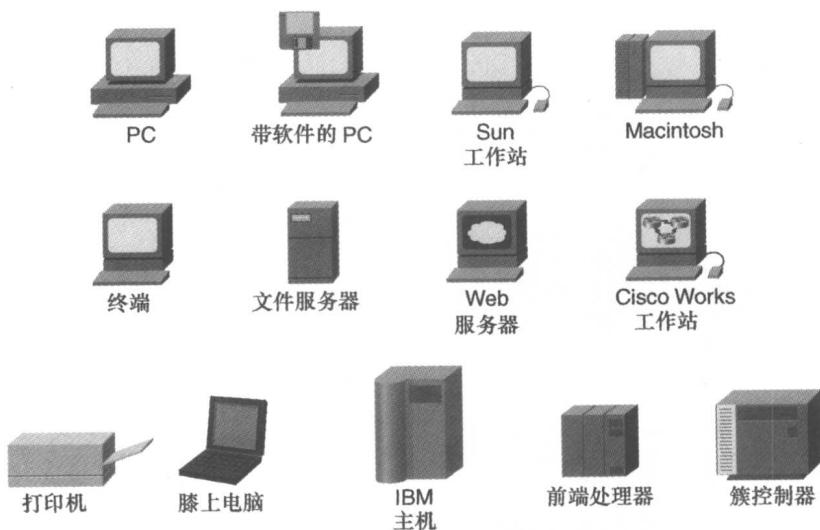 PC
带软件的 PC
Sun
工作站
Macintosh
终端
文件服务器
Web
服务器
Cisco Works
工作站
打印机
膝上电脑
IBM
主机
前端处理器
簇控制器